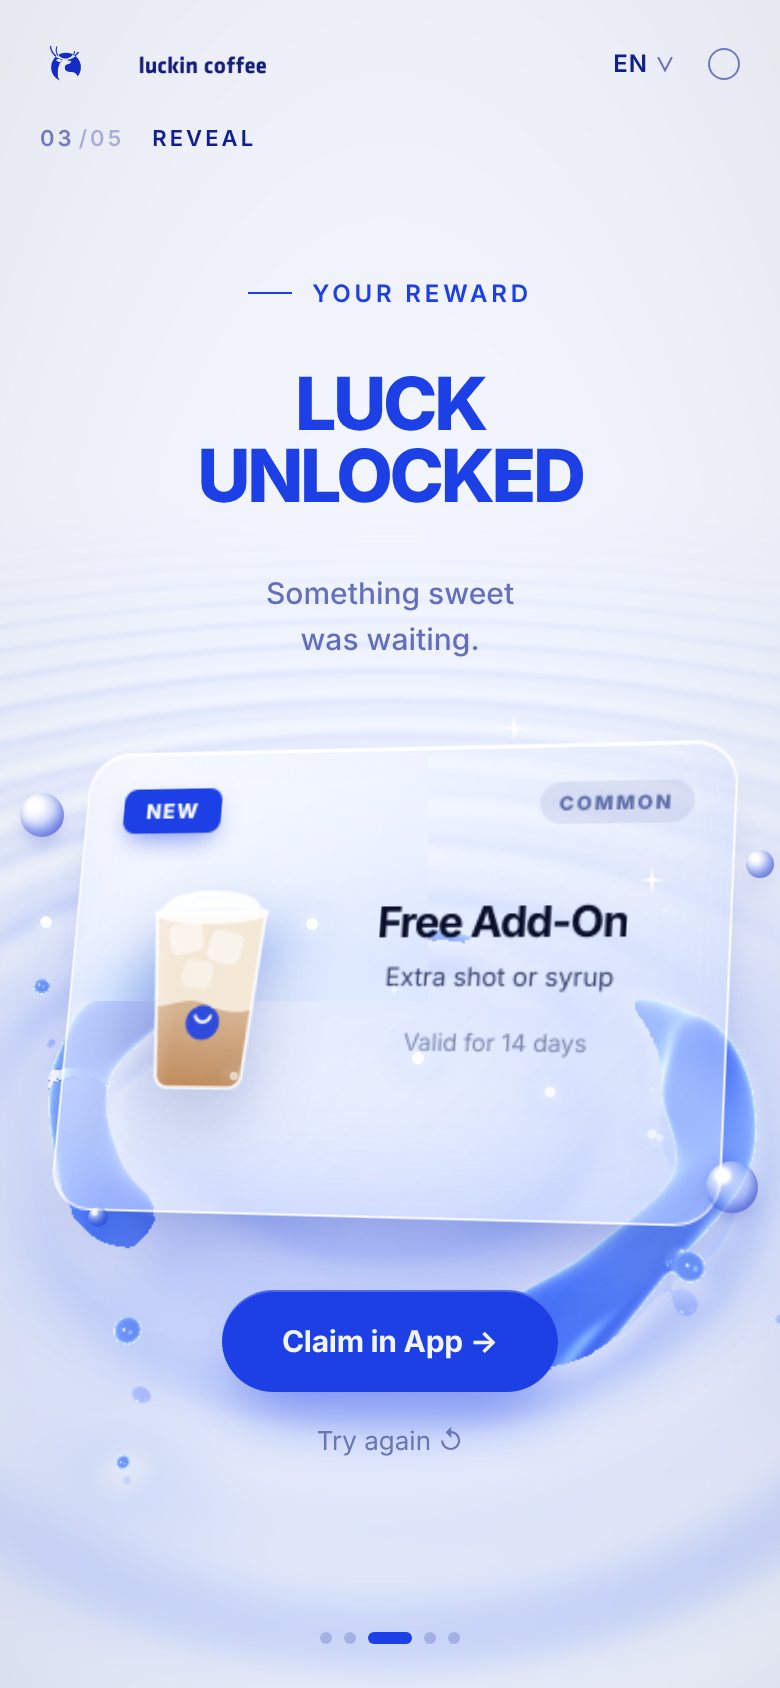 luckin coffee
EN
03/05 REVEAL
YOUR REWARD
LUCK
UNLOCKED
Something sweet
was waiting.
NEW
COMMON
Free Add-On
Extra shot or syrup
Valid for 14 days
Claim in App →
Try again ↺